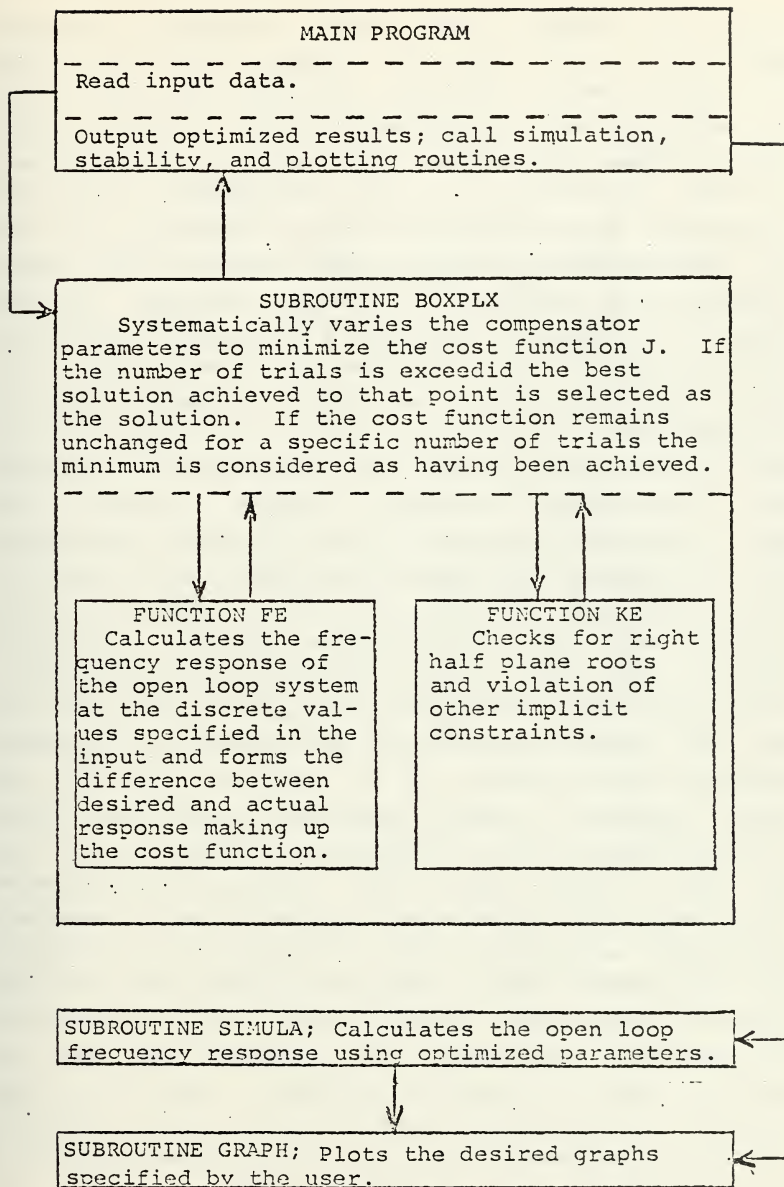 MAIN PROGRAM
Read input data.
Output optimized results; call simulation,
stability, and plotting routines.
SUBROUTINE BOXPLX
Systematically varies the compensator
parameters to minimize the cost function J. If
the number of trials is exceedid the best
solution achieved to that point is selected as
the solution. If the cost function remains
unchanged for a specific number of trials the
minimum is considered as having been achieved.
FUNCTION FE
Calculates the fre-
quency response of
the open loop system
at the discrete val-
ues specified in the
input and forms the
difference between
desired and actual
response making up
the cost function.
FUNCTION KE
Checks for right
half plane roots
and violation of
other implicit
constraints.
SUBROUTINE SIMULA; Calculates the open loop
frequency response using optimized parameters.
SUBROUTINE GRAPH; Plots the desired graphs
specified by the user.